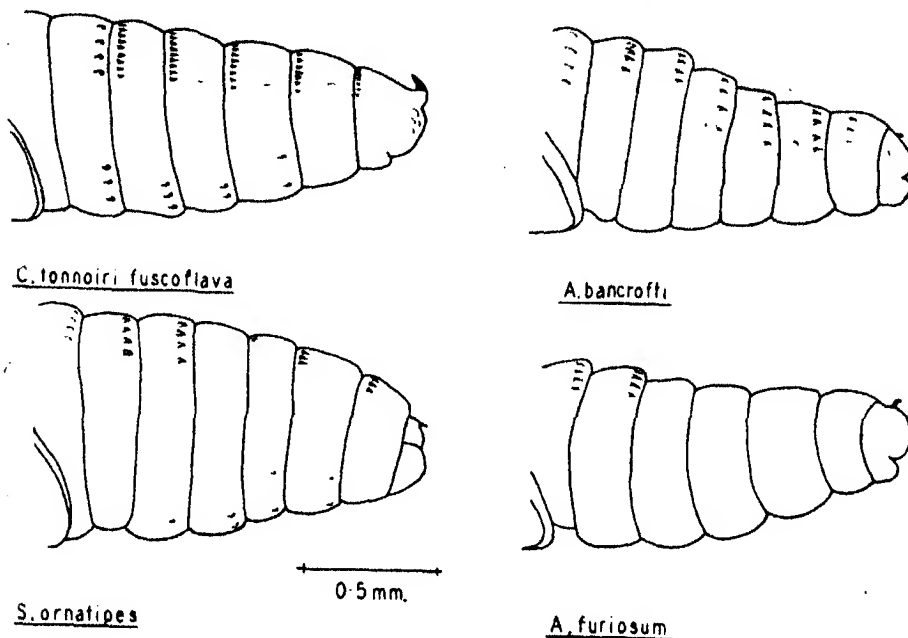 C. tonnoiri fuscoflava
A. bancrofti
0·5 mm.
S. ornatipes
A. furiosum